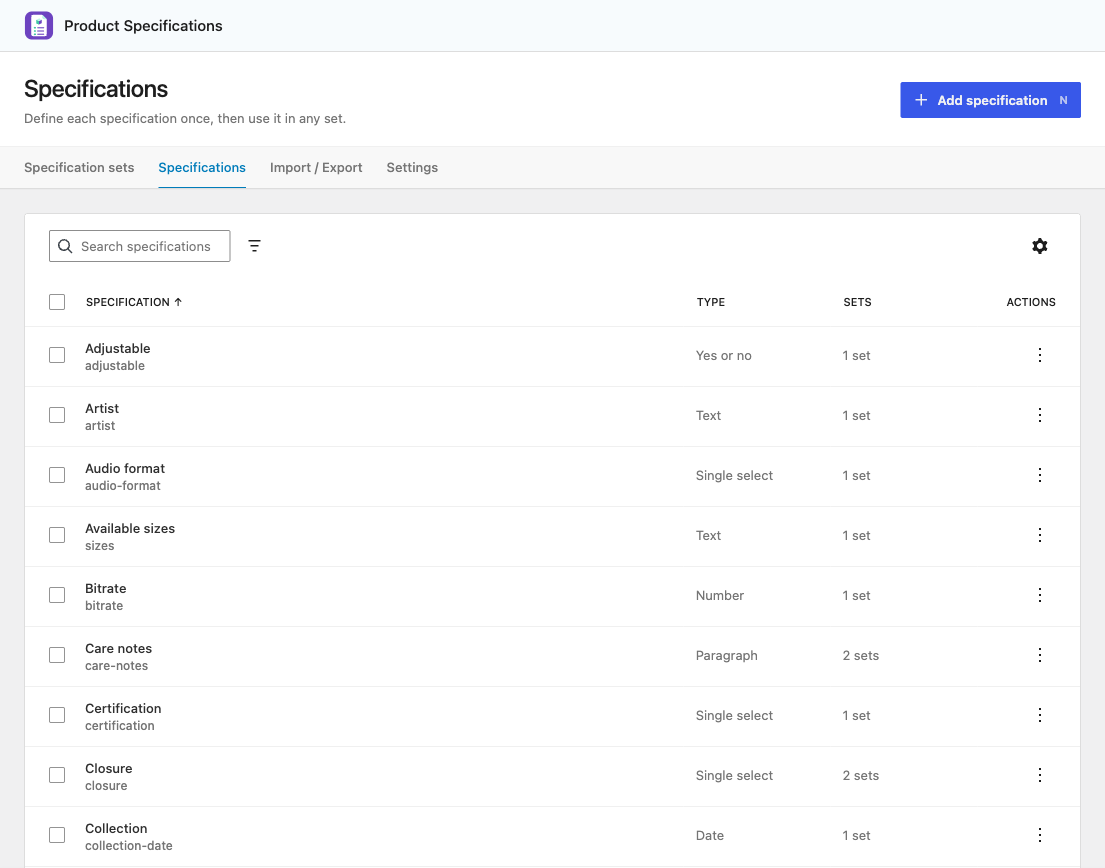 Product Specifications
Specifications
Define each specification once, then use it in any set.
+ Add specification N
Specification sets Specifications Import / Export Settings
Search specifications
SPECIFICATION ↑ TYPE SETS ACTIONS
Adjustable
adjustable
Yes or no 1 set
Artist
artist
Text 1 set
Audio format
audio-format
Single select 1 set
Available sizes
sizes
Text 1 set
Bitrate
bitrate
Number 1 set
Care notes
care-notes
Paragraph 2 sets
Certification
certification
Single select 1 set
Closure
closure
Single select 2 sets
Collection
collection-date
Date 1 set